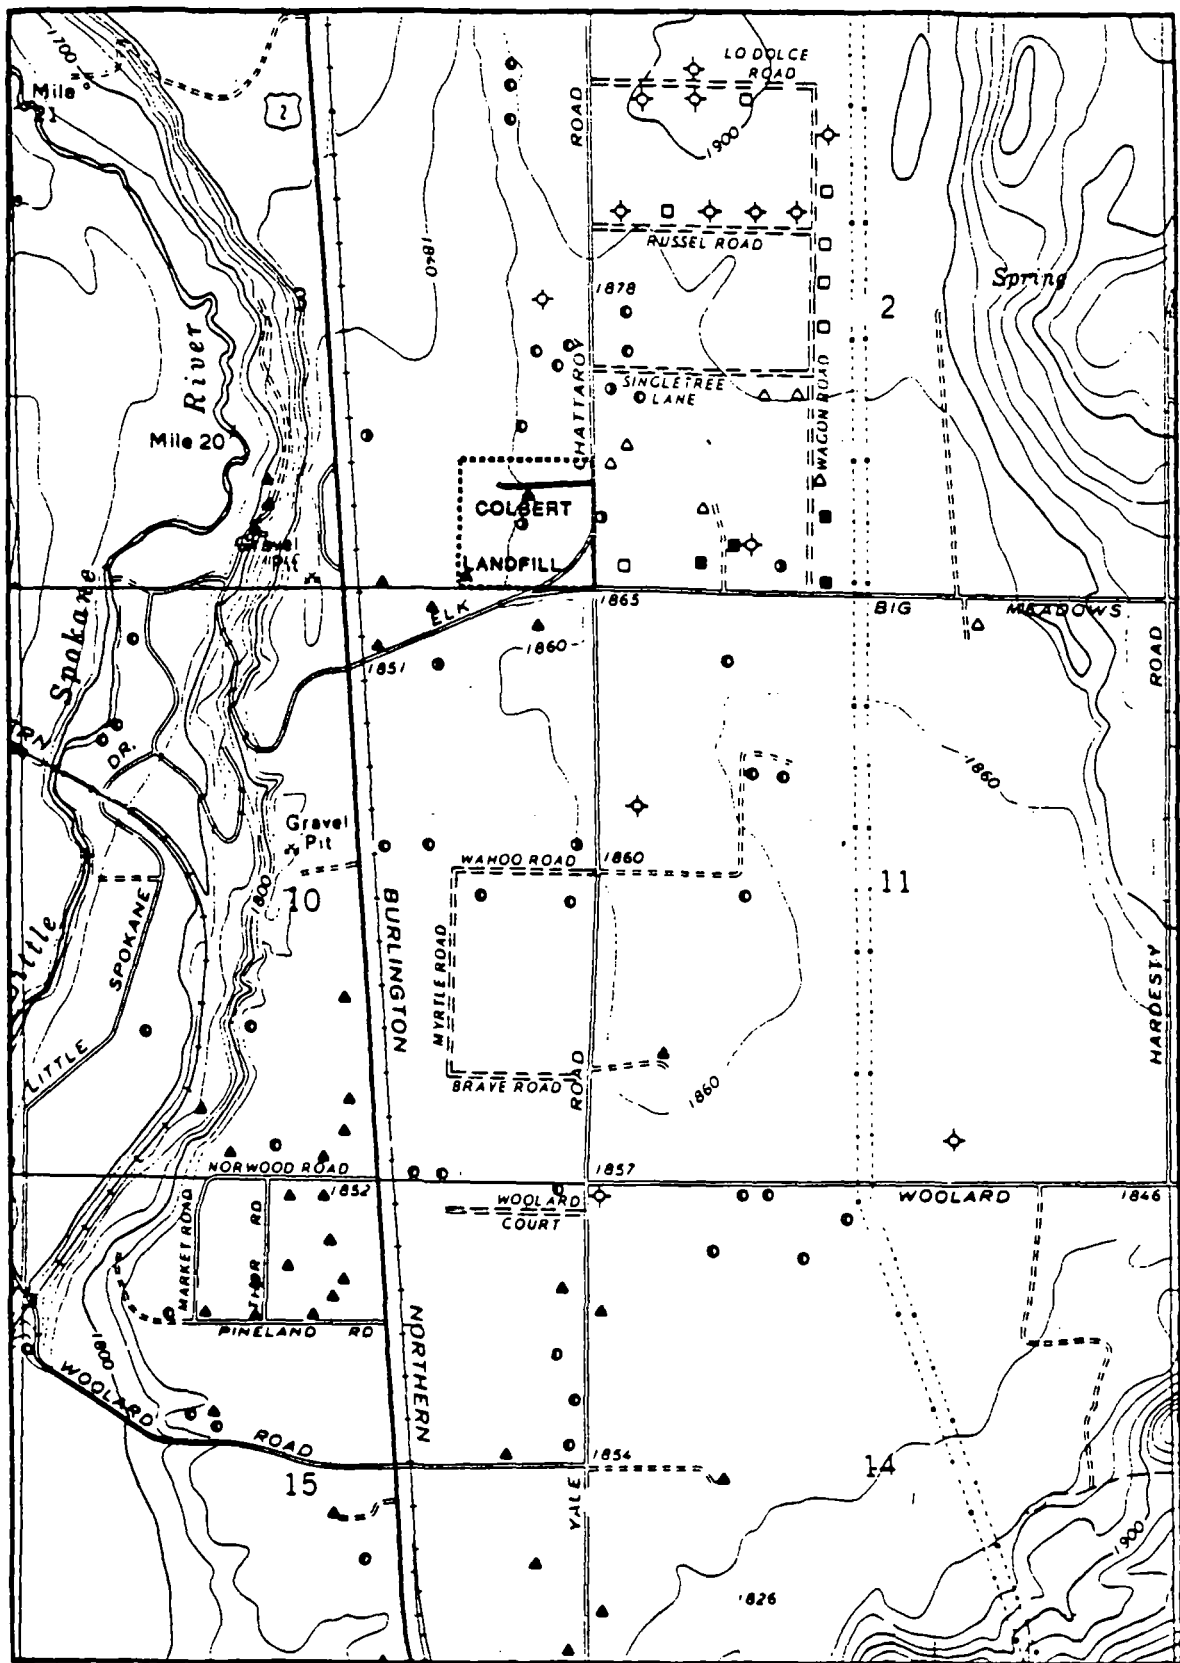 1700
LO DOLCE
ROAD
Mile
21
2
ROAD
1900
1840
RUSSEL ROAD
Spring
1878
2
River
CHATTAROY
SINGLETREE
LANE
WAGON ROAD
Mile 20
COLBERT
LANDFILL
Spokane
ELK
1865
BIG
MEADOWS
1851
1860
ROAD
DR.
1860
Gravel
Pit
WAHOO ROAD
1860
1800
10
11
BURLINGTON
SPOKANE
MYRTLE ROAD
HARDESTY
LITTLE
BRAVE ROAD
ROAD
1860
NORWOOD ROAD
1857
1852
WOOLARD
COURT
WOOLARD
1846
MARKET ROAD
THOR RD
PINELAND RD
NORTHERN
1800
WOOLARD
ROAD
1854
15
14
YALE
1900
1826